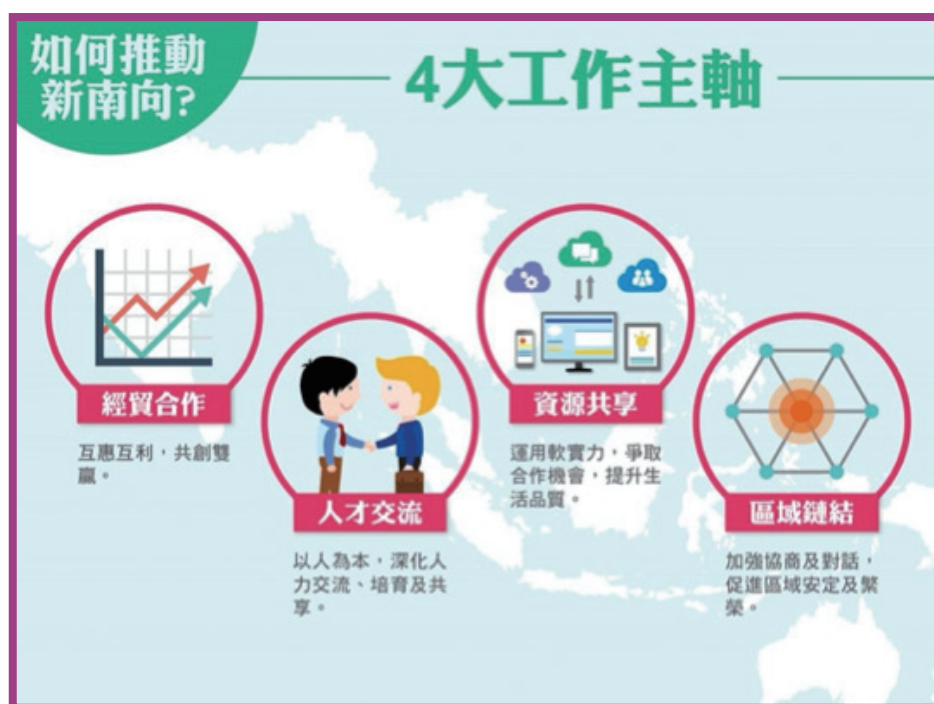 如何推動
新南向?
4大工作主軸
經貿合作
互惠互利，共創雙
贏。
人才交流
以人為本，深化人
力交流、培育及共
享。
資源共享
運用軟實力，爭取
合作機會，提升生
活品質。
區域鏈結
加強協商及對話，
促進區域安定及繁
榮。